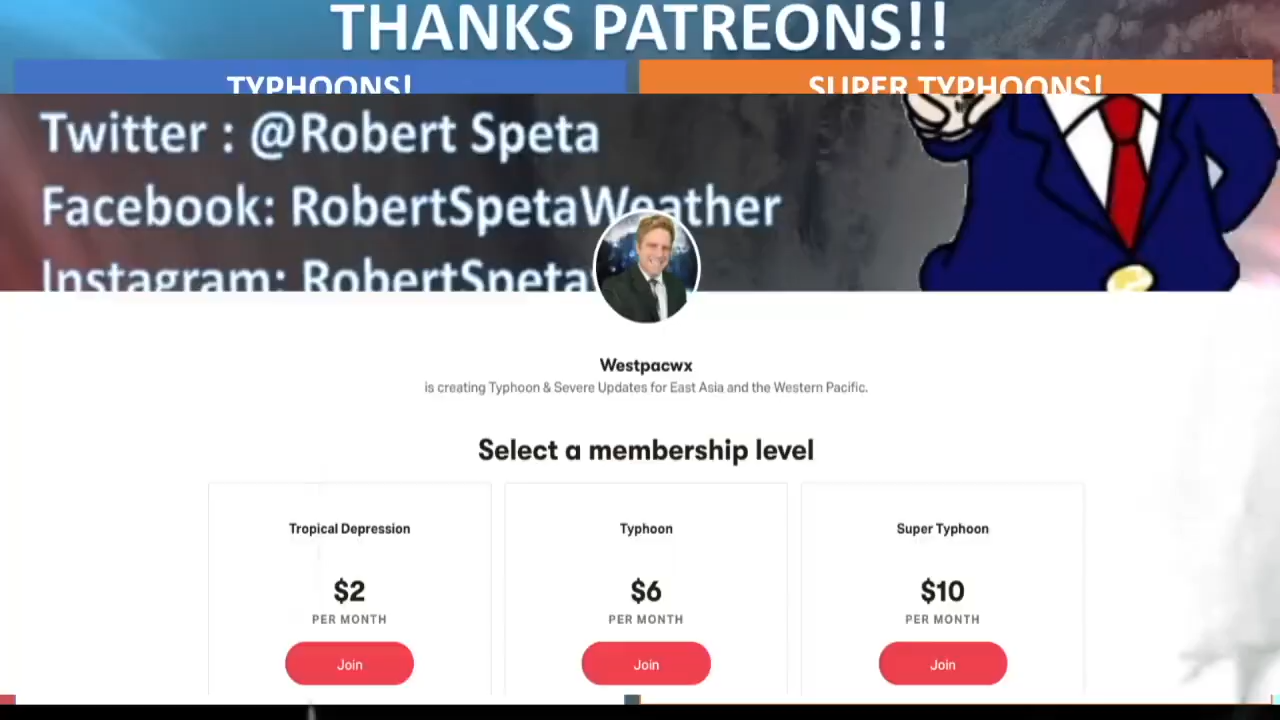 THANKS PATREONS!!
TYPHOONS!
SUPER TYPHOONS!
Twitter : @Robert Speta
Facebook: RobertSpetaWeather
Instagram: RobertSpeta
Westpacwx
is creating Typhoon & Severe Updates for East Asia and the Western Pacific.
Select a membership level
Tropical Depression
Typhoon
Super Typhoon
$2
$6
$10
PER MONTH
PER MONTH
PER MONTH
Join
Join
Join